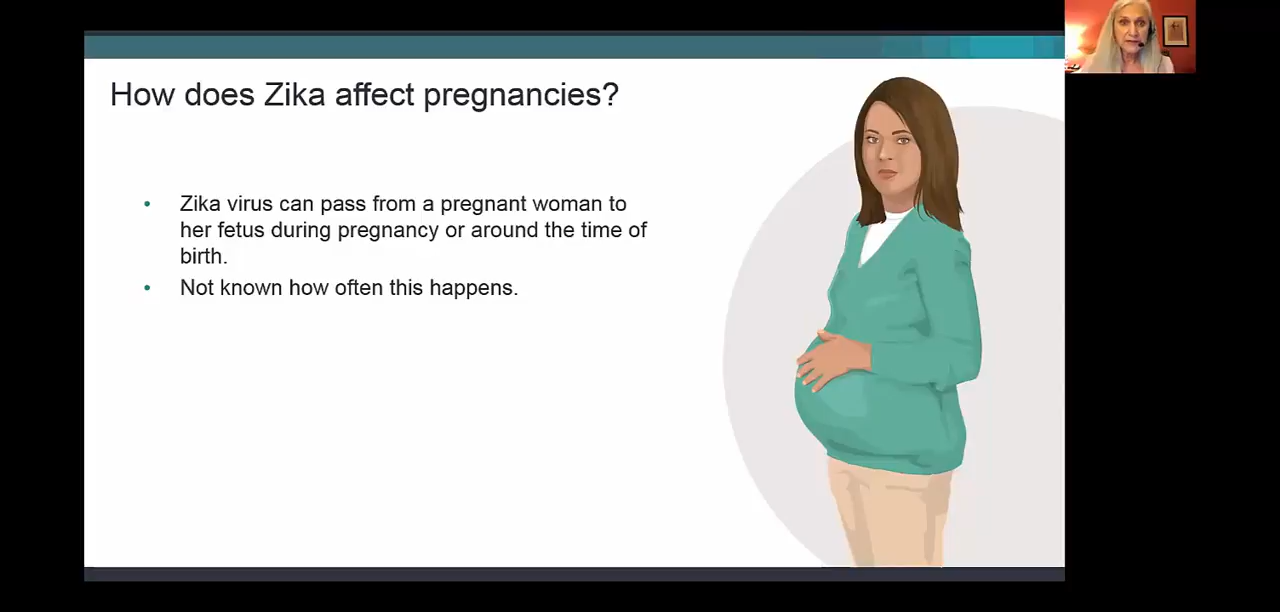 How does Zika affect pregnancies?
• Zika virus can pass from a pregnant woman to
her fetus during pregnancy or around the time of
birth.
• Not known how often this happens.